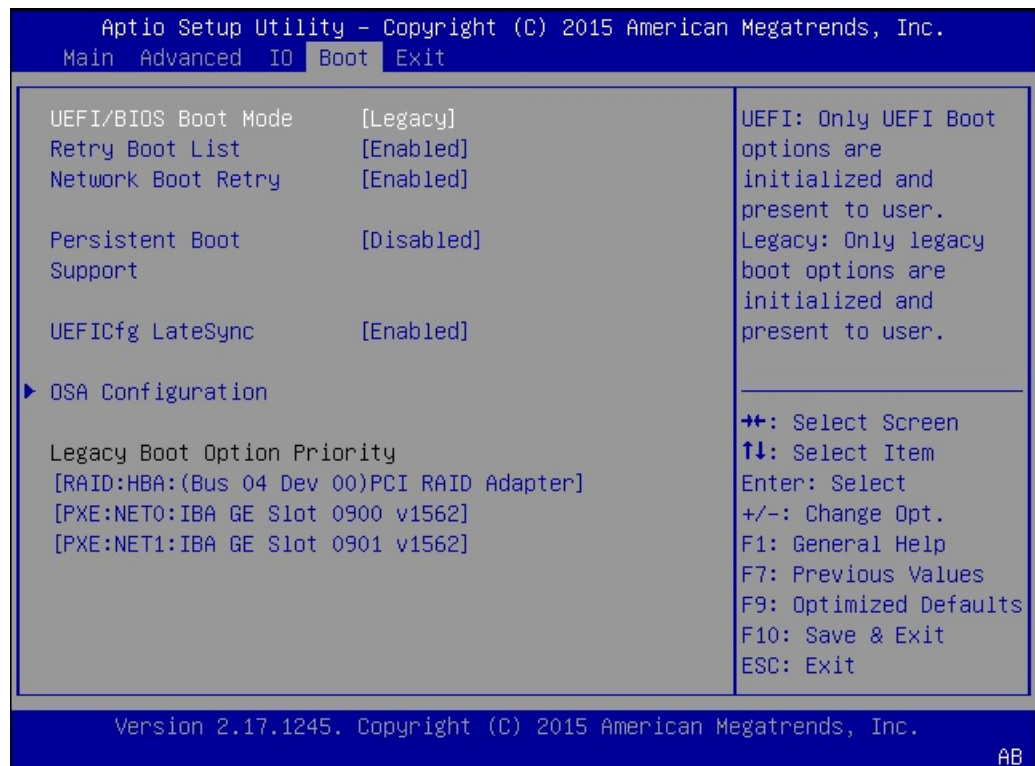 Aptio Setup Utility – Copyright (C) 2015 American Megatrends, Inc.
Main Advanced IO Boot Exit
UEFI/BIOS Boot Mode [Legacy]
Retry Boot List [Enabled]
Network Boot Retry [Enabled]
Persistent Boot [Disabled]
Support
UEFICfg LateSync [Enabled]
OSA Configuration
Legacy Boot Option Priority
[RAID:HBA:(Bus 04 Dev 00)PCI RAID Adapter]
[PXE:NET0:IBA GE Slot 0900 v1562]
[PXE:NET1:IBA GE Slot 0901 v1562]
UEFI: Only UEFI Boot
options are
initialized and
present to user.
Legacy: Only legacy
boot options are
initialized and
present to user.
→←: Select Screen
↑↓: Select Item
Enter: Select
+/-: Change Opt.
F1: General Help
F7: Previous Values
F9: Optimized Defaults
F10: Save & Exit
ESC: Exit
Version 2.17.1245. Copyright (C) 2015 American Megatrends, Inc.
AB